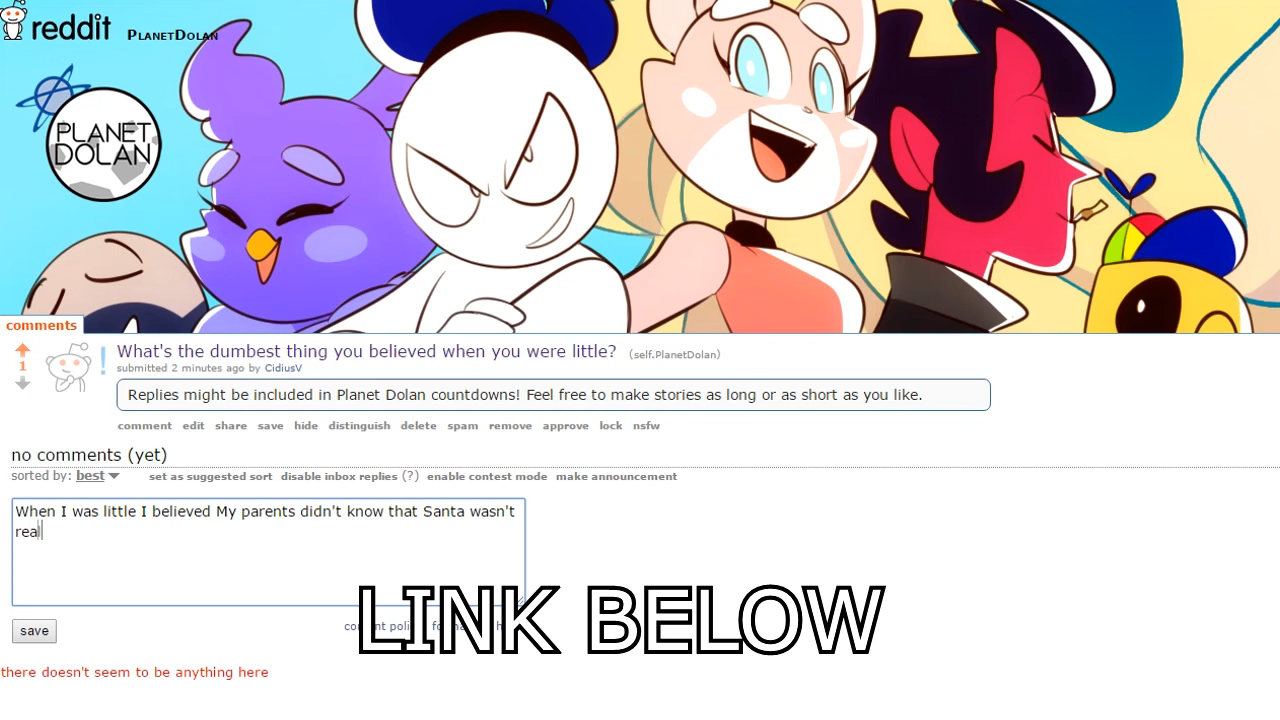 reddit PLANETDOLAN
PLANET
DOLAN
comments
1
What's the dumbest thing you believed when you were little? (self.PlanetDolan)
submitted 2 minutes ago by CidiusV
Replies might be included in Planet Dolan countdowns! Feel free to make stories as long or as short as you like.
comment edit share save hide distinguish delete spam remove approve lock nsfw
no comments (yet)
sorted by: best set as suggested sort disable inbox replies (?) enable contest mode make announcement
When I was little I believed My parents didn't know that Santa wasn't
real
LINK BELOW
save
there doesn't seem to be anything here